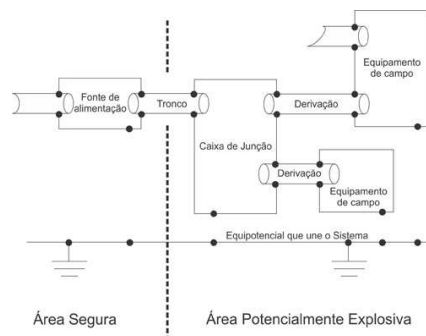 Equipamento
de campo
Fonte de
alimentação
Tronco
Derivação
Caixa de Junção
Derivação
Equipamento
de campo
Equipotencial que une o Sistema
Área Segura
Área Potencialmente Explosiva